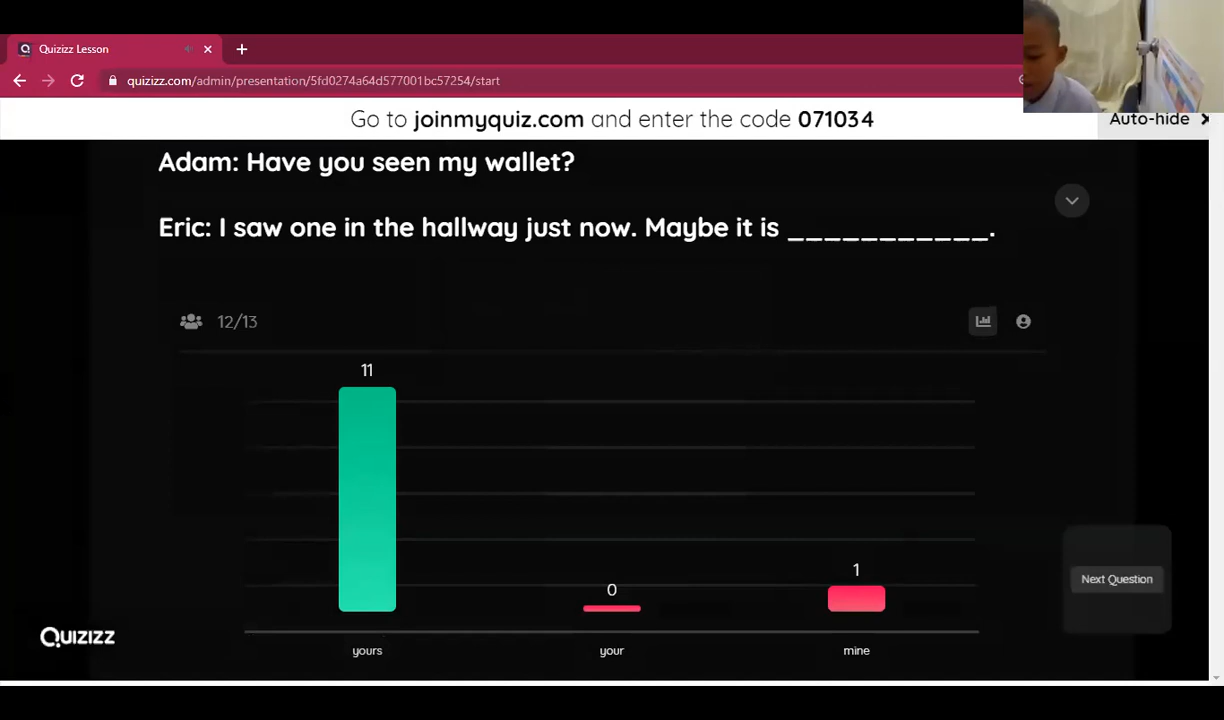 Quizizz Lesson
quizizz.com/admin/presentation/5fd0274a64d577001bc57254/start
Go to joinmyquiz.com and enter the code 071034
Auto-hide
Adam: Have you seen my wallet?
Eric: I saw one in the hallway just now. Maybe it is ___________.
12/13
11
0
1
Next Question
Quizizz
yours
your
mine